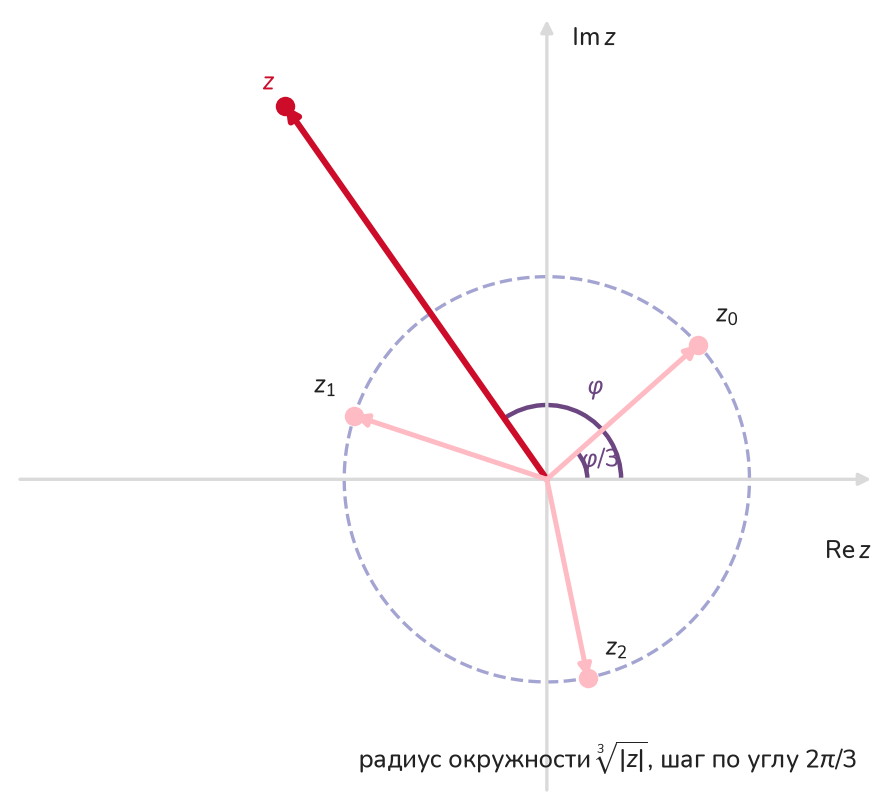 Im z
z
z₀
z₁
φ
φ/3
Re z
z₂
радиус окружности ∛|z|, шаг по углу 2π/3